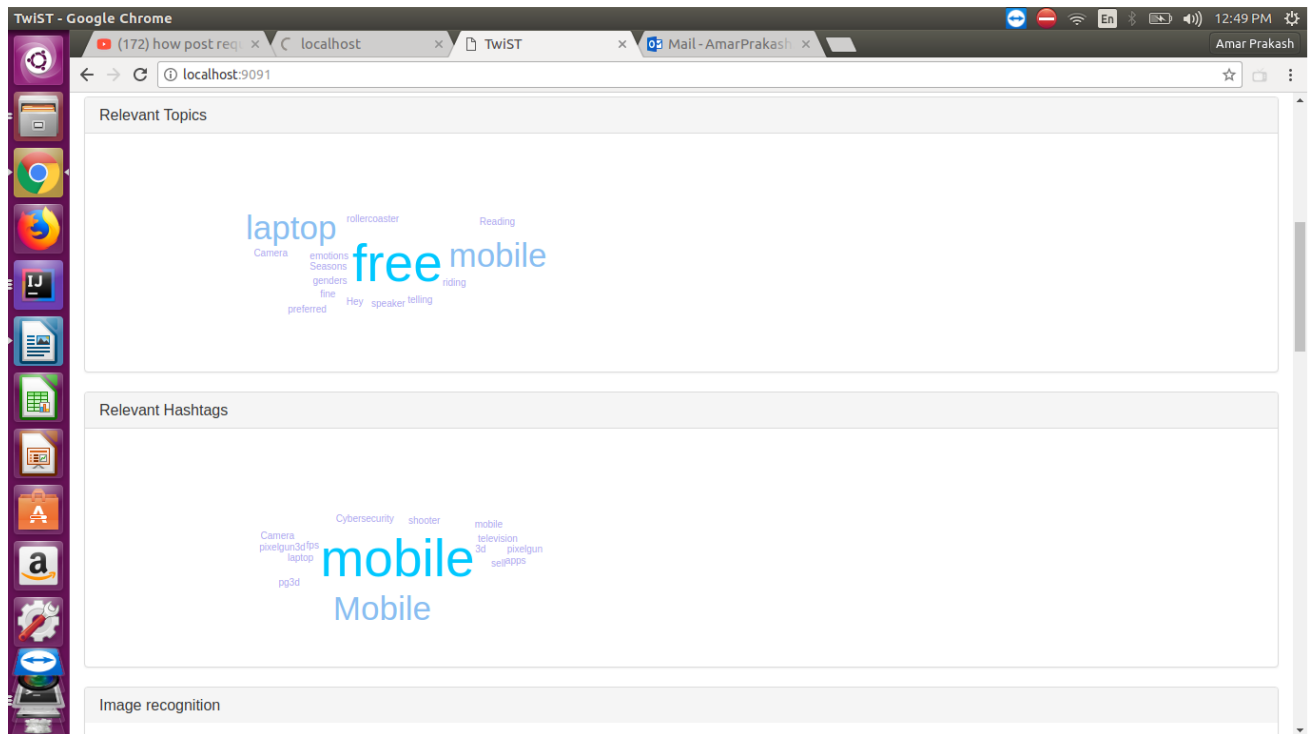 TwiST - Google Chrome
En
12:49 PM
(172) how post requ
localhost
TwiST
Mail - AmarPrakash
Amar Prakash
localhost:9091
Relevant Topics
laptop
rollercoaster
Reading
Camera
emotions
free
mobile
Seasons
genders
riding
fine
Hey
speaker
telling
preferred
Relevant Hashtags
Cybersecurity
shooter
mobile
Camera
television
pixelgun3d
fps
mobile
3d
pixelgun
laptop
sell
apps
pg3d
Mobile
Image recognition